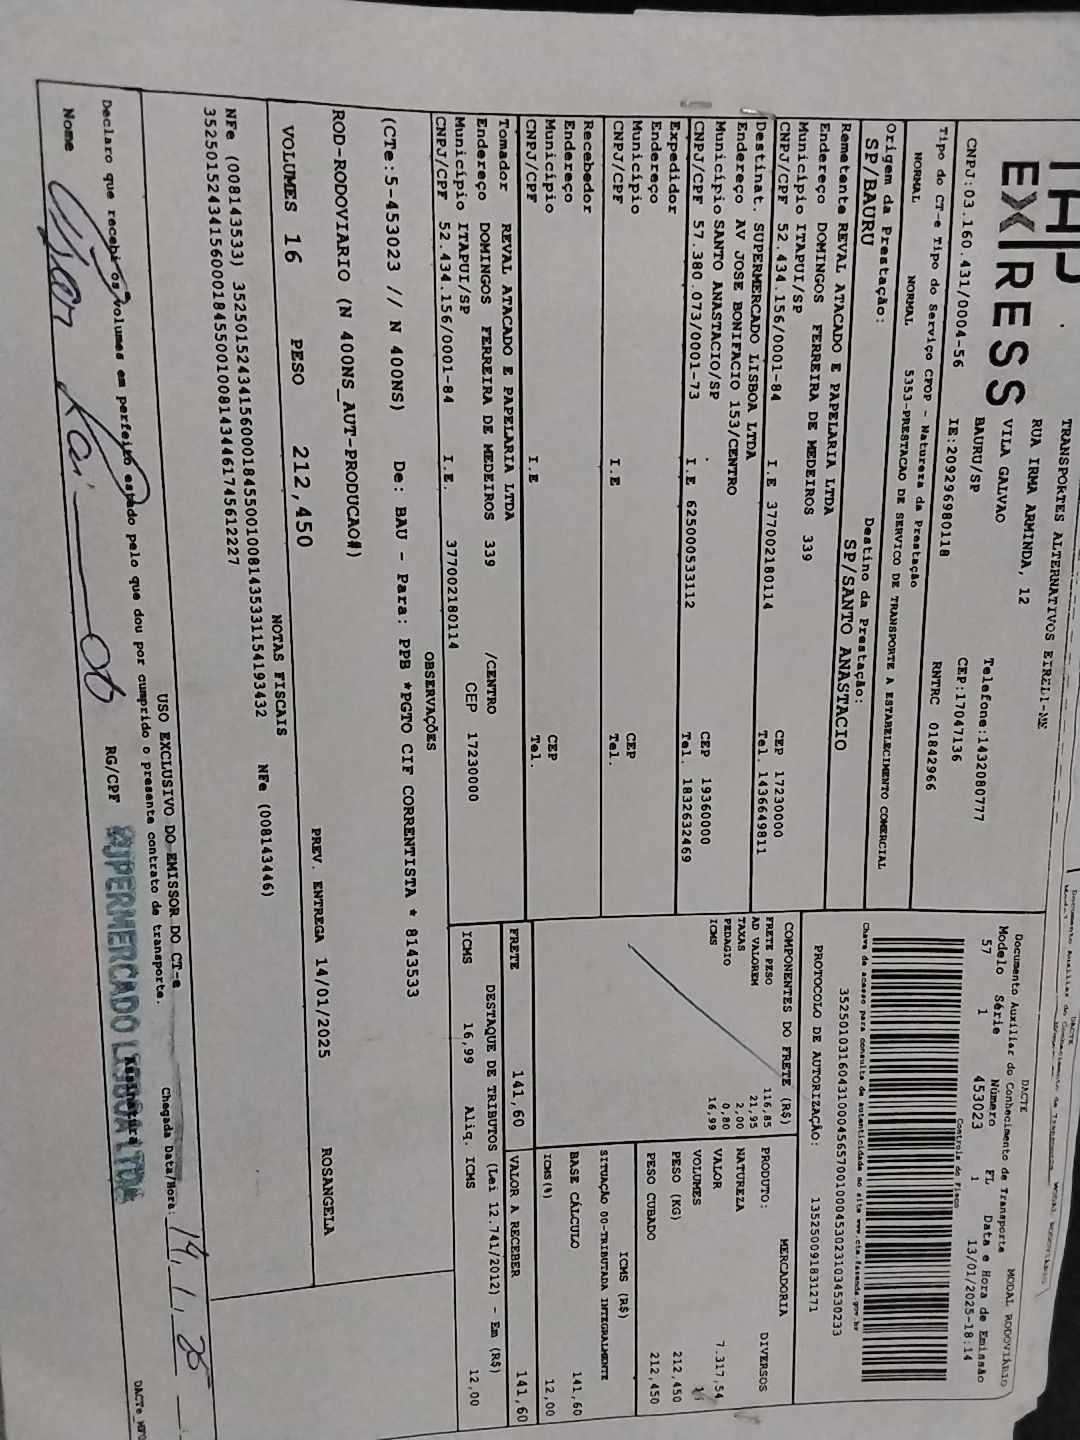 EX RESS
TRANSPORTES ALTERNATIVOS EIRELI-ME
RUA IRMA ARMINDA, 12
VILA GALVAO
BAURU/SP
Telefone:1432080777
CEP:17047136
CNPJ:03.160.431/0004-56 IE:209296980118 RNTRC 01842966
Tipo do CT-e Tipo do Serviço CFOP - Natureza da Prestação
NORMAL NORMAL 5353-PRESTACAO DE SERVICO DE TRANSPORTE A ESTABELECIMENTO COMERCIAL
Origem da Prestação: Destino da Prestação:
SP/BAURU SP/SANTO ANASTACIO
Remetente REVAL ATACADO E PAPELARIA LTDA
Endereço DOMINGOS FERREIRA DE MEDEIROS 339
Município ITAPUI/SP CEP 17230000
CNPJ/CPF 52.434.156/0001-84 I.E 377002180114 Tel. 1436649811
Destinat. SUPERMERCADO LISBOA LTDA
Endereço AV JOSE BONIFACIO 153/CENTRO
Município SANTO ANASTACIO/SP CEP 19360000
CNPJ/CPF 57.380.073/0001-73 I.E 625000533112 Tel. 1832632469
Expedidor
Endereço
Município CEP
CNPJ/CPF I.E Tel.
Recebedor
Endereço
Município CEP
CNPJ/CPF I.E Tel.
Tomador REVAL ATACADO E PAPELARIA LTDA
Endereço DOMINGOS FERREIRA DE MEDEIROS 339 /CENTRO
Município ITAPUI/SP CEP 17230000
CNPJ/CPF 52.434.156/0001-84 I.E. 377002180114
DACTE
Documento Auxiliar do Conhecimento de Transporte MODAL RODOVIÁRIO
Modelo Série Número FL Data e Hora de Emissão
57 1 453023 1 13/01/2025-18:14
Controle do Fisco
Chave de acesso para consulta de autenticidade no site www.cte.fazenda.gov.br
35250103160431000456570010004530231034530233
PROTOCOLO DE AUTORIZAÇÃO: 135250091831271
COMPONENTES DO FRETE (R$)
FRETE PESO 116,85
AD VALOREM 21,95
TAXAS 2,00
PEDAGIO 0,80
ICMS 16,99
MERCADORIA
PRODUTO: DIVERSOS
NATUREZA
VALOR 7.317,54
VOLUMES 16
PESO (KG) 212,450
PESO CUBADO 212,450
ICMS (R$)
SITUAÇÃO 00-TRIBUTADA INTEGRALMENTE
BASE CÁLCULO 141,60
ICMS(%) 12,00
FRETE 141,60 VALOR A RECEBER 141,60
DESTAQUE DE TRIBUTOS (Lei 12.741/2012) - Em (R$)
ICMS 16,99 Aliq. ICMS 12,00
OBSERVAÇÕES
(CTe:5-453023 // N 400NS) De: BAU - Para: PPB *PGTO CIF CORRENTISTA * 8143533
ROD-RODOVIARIO (N 400NS_AUT-PRODUCAO#)
VOLUMES 16 PESO 212,450 PREV. ENTREGA 14/01/2025 ROSANGELA
NOTAS FISCAIS
NFe (008143533) 35250152434156000184550010081435331154193432 NFe (008143446)
35250152434156000184550010081434461745612227
USO EXCLUSIVO DO EMISSOR DO CT-e
Declaro que recebi os volumes em perfeito estado pelo que dou por cumprido o presente contrato de transporte.
Chegada Data/Hora: 14/1/25
Nome RG/CPF Assinatura
SUPERMERCADO LISBOA LTDA